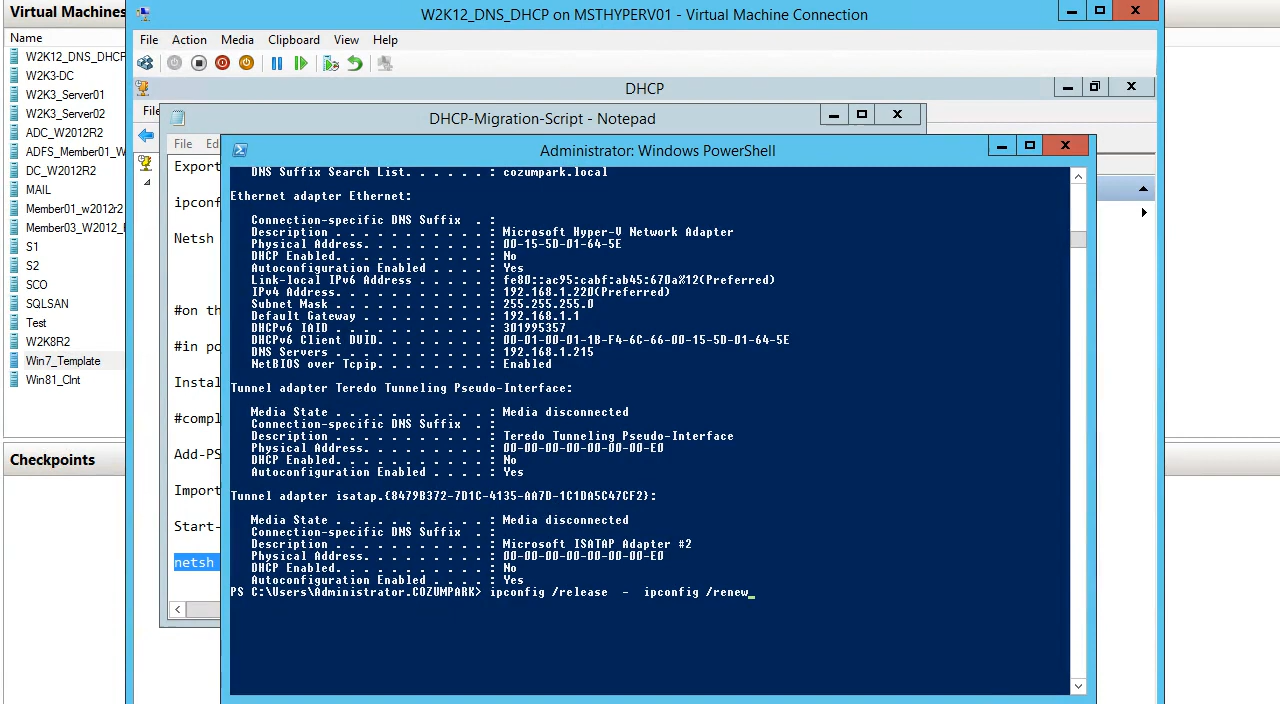 Virtual Machines
Name
W2K12_DNS_DHCP
W2K3-DC
W2K3_Server01
W2K3_Server02
ADC_W2012R2
ADFS_Member01_W
DC_W2012R2
MAIL
Member01_w2012r2
Member03_W2012_
S1
S2
SCO
SQLSAN
Test
W2K8R2
Win7_Template
Win81_Clnt
Checkpoints
W2K12_DNS_DHCP on MSTHYPERV01 - Virtual Machine Connection
File Action Media Clipboard View Help
DHCP
File
DHCP-Migration-Script - Notepad
File Ed
Export
ipconf
Netsh
#on th
#in po
Instal
#compl
Add-PS
Import
Start-
netsh
Administrator: Windows PowerShell
DNS Suffix Search List. . . . . . : cozumpark.local
Ethernet adapter Ethernet:
Connection-specific DNS Suffix . :
Description . . . . . . . . . . . : Microsoft Hyper-V Network Adapter
Physical Address. . . . . . . . . : 00-15-5D-01-64-5E
DHCP Enabled. . . . . . . . . . . : No
Autoconfiguration Enabled . . . . : Yes
Link-local IPv6 Address . . . . . : fe80::ac95:cabf:ab45:670a%12(Preferred)
IPv4 Address. . . . . . . . . . . : 192.168.1.220(Preferred)
Subnet Mask . . . . . . . . . . . : 255.255.255.0
Default Gateway . . . . . . . . . : 192.168.1.1
DHCPv6 IAID . . . . . . . . . . . : 301995357
DHCPv6 Client DUID. . . . . . . . : 00-01-00-01-1B-F4-6C-66-00-15-5D-01-64-5E
DNS Servers . . . . . . . . . . . : 192.168.1.215
NetBIOS over Tcpip. . . . . . . . : Enabled
Tunnel adapter Teredo Tunneling Pseudo-Interface:
Media State . . . . . . . . . . . : Media disconnected
Connection-specific DNS Suffix . :
Description . . . . . . . . . . . : Teredo Tunneling Pseudo-Interface
Physical Address. . . . . . . . . : 00-00-00-00-00-00-00-E0
DHCP Enabled. . . . . . . . . . . : No
Autoconfiguration Enabled . . . . : Yes
Tunnel adapter isatap.{8479B372-7D1C-4135-AA7D-1C1DA5C47CF2}:
Media State . . . . . . . . . . . : Media disconnected
Connection-specific DNS Suffix . :
Description . . . . . . . . . . . : Microsoft ISATAP Adapter #2
Physical Address. . . . . . . . . : 00-00-00-00-00-00-00-E0
DHCP Enabled. . . . . . . . . . . : No
Autoconfiguration Enabled . . . . : Yes
PS C:\Users\Administrator.COZUMPARK> ipconfig /release - ipconfig /renew_